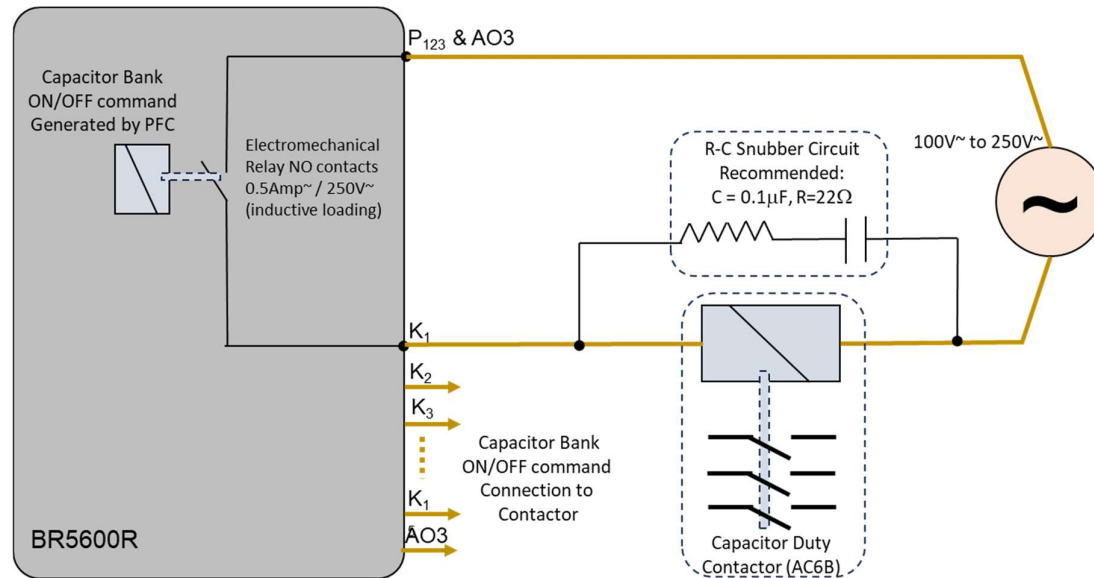 P₁₂₃ & AO3
Capacitor Bank
ON/OFF command
Generated by PFC
Electromechanical
Relay NO contacts
0.5Amp~ / 250V~
(inductive loading)
R-C Snubber Circuit
Recommended:
C = 0.1μF, R=22Ω
100V~ to 250V~
~
K₁
K₂
K₃
Capacitor Bank
ON/OFF command
Connection to
Contactor
K₁₅
AO3
BR5600R
Capacitor Duty
Contactor (AC6B)